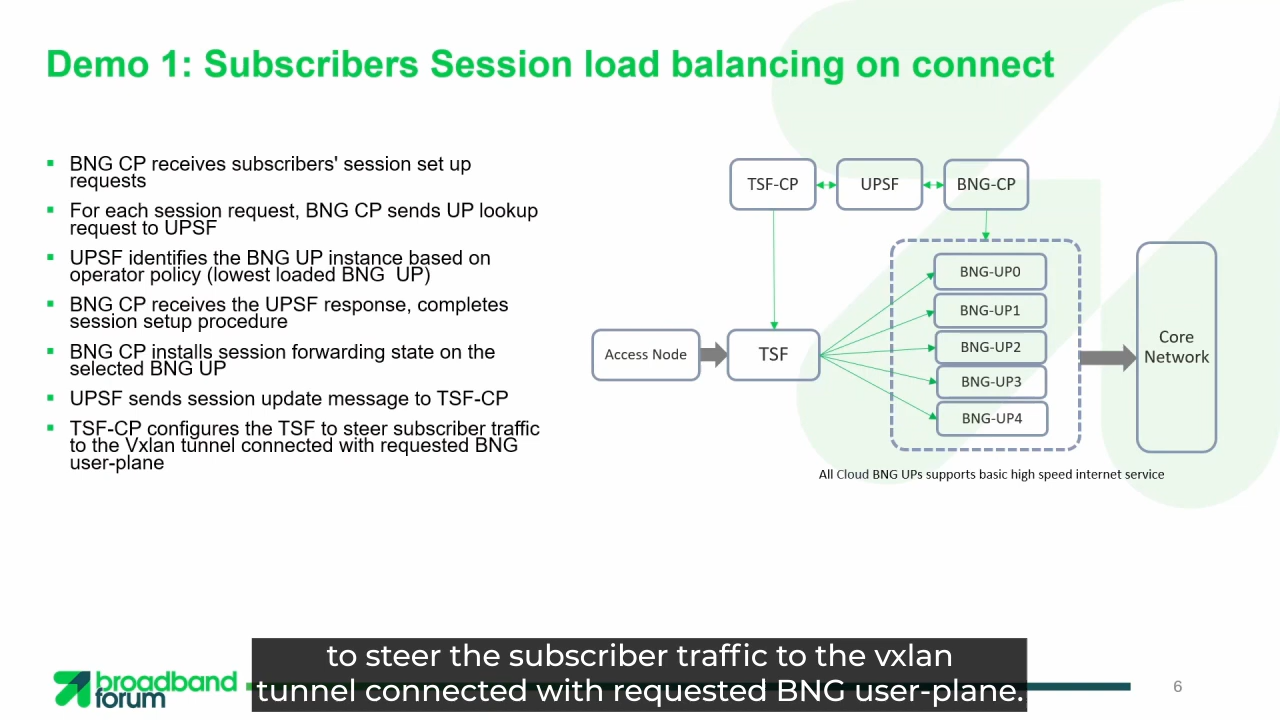 Demo 1: Subscribers Session load balancing on connect
BNG CP receives subscribers' session set up
requests
For each session request, BNG CP sends UP lookup
request to UPSF
UPSF identifies the BNG UP instance based on
operator policy (lowest loaded BNG  UP)
BNG CP receives the UPSF response, completes
session setup procedure
BNG CP installs session forwarding state on the
selected BNG UP
UPSF sends session update message to TSF-CP
TSF-CP configures the TSF to steer subscriber traffic
to the Vxlan tunnel connected with requested BNG
user-plane
TSF-CP
UPSF
BNG-CP
BNG-UP0
BNG-UP1
BNG-UP2
BNG-UP3
BNG-UP4
Access Node
TSF
Core
Network
All Cloud BNG UPs supports basic high speed internet service
to steer the subscriber traffic to the vxlan
tunnel connected with requested BNG user-plane.
broadband
forum
6